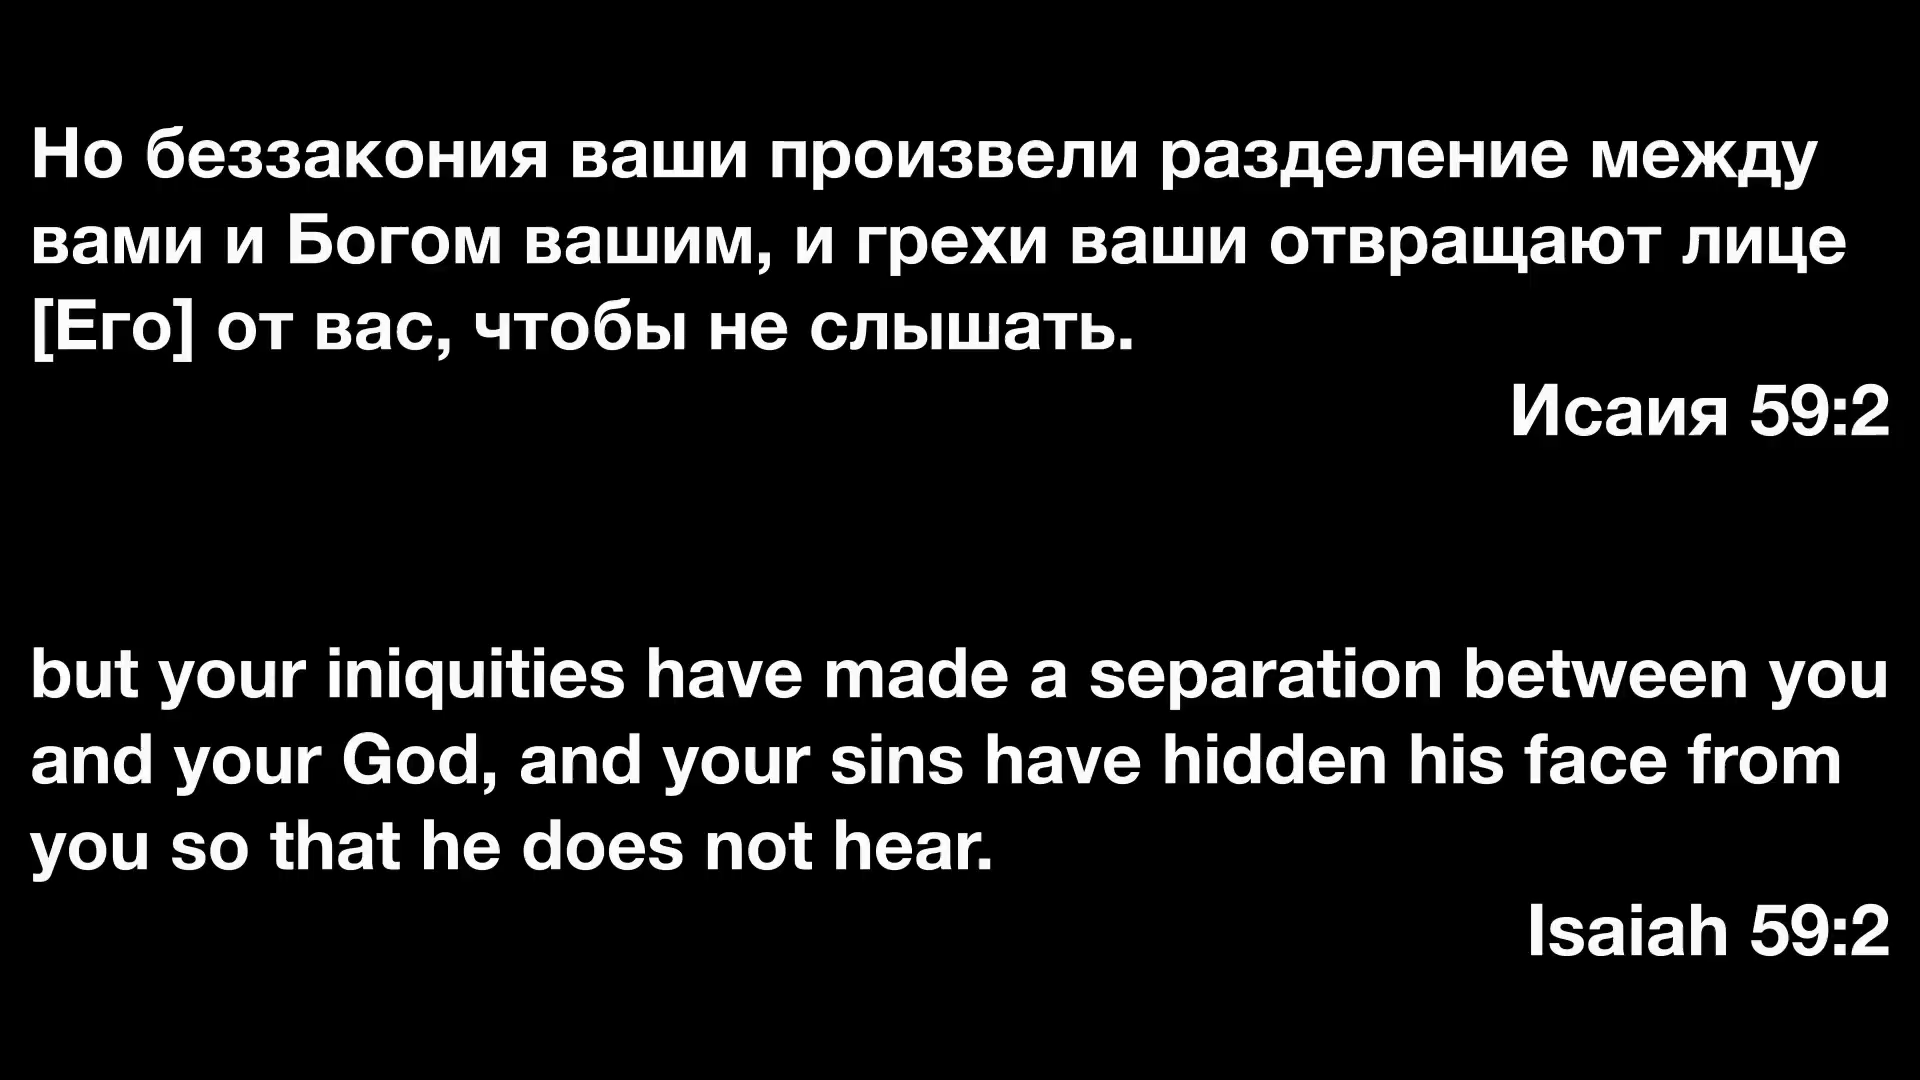 Но беззакония ваши произвели разделение между
вами и Богом вашим, и грехи ваши отвращают лице
[Его] от вас, чтобы не слышать.
Исаия 59:2
but your iniquities have made a separation between you
and your God, and your sins have hidden his face from
you so that he does not hear.
Isaiah 59:2